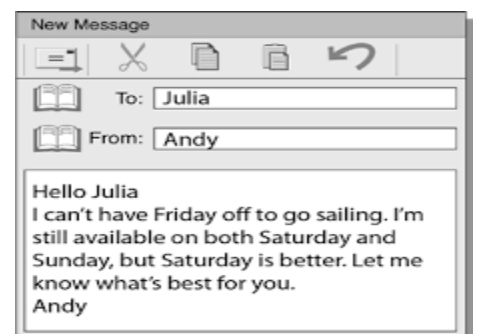 New Message
To: Julia
From: Andy
Hello Julia
I can't have Friday off to go sailing. I'm
still available on both Saturday and
Sunday, but Saturday is better. Let me
know what's best for you.
Andy